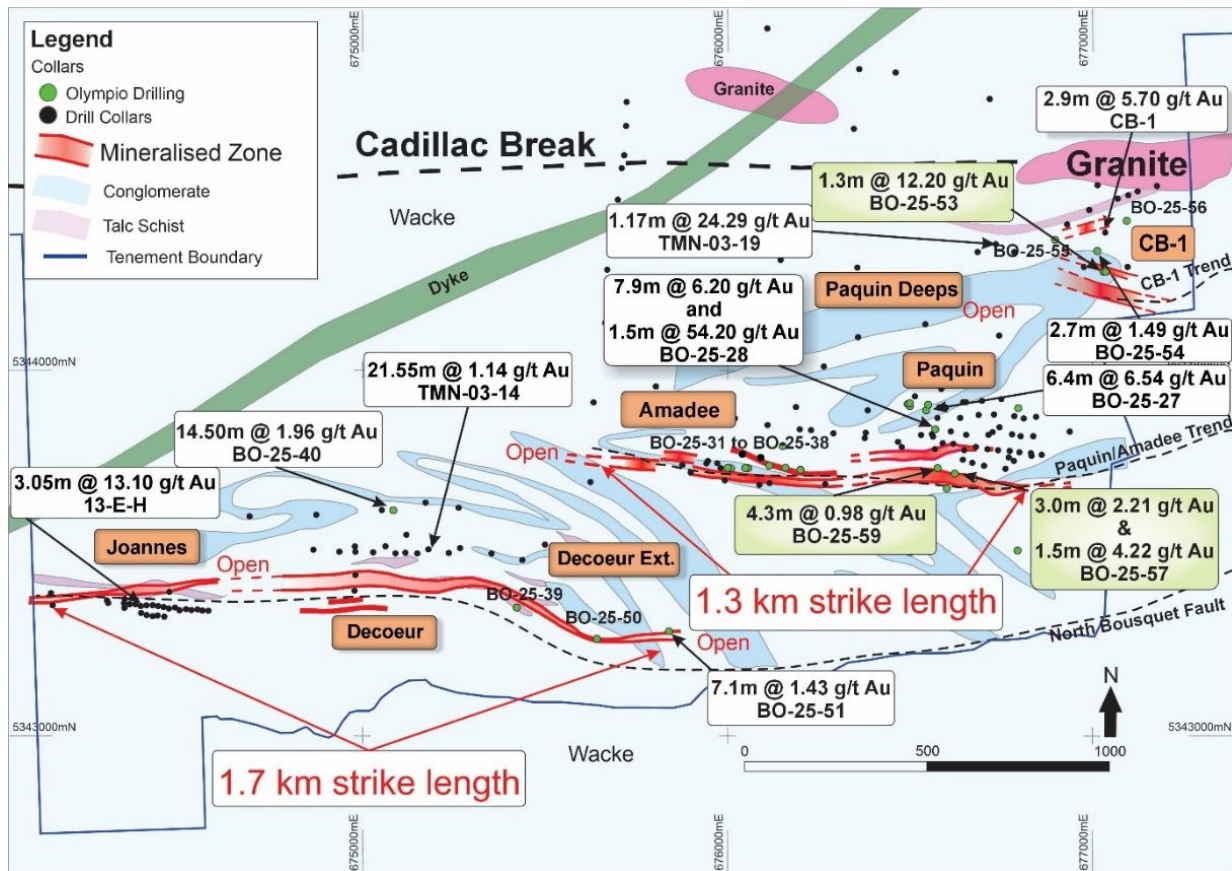 Legend
Collars
Olympio Drilling
Drill Collars
Mineralised Zone
Conglomerate
Talc Schist
Tenement Boundary
675000mE
676000mE
677000mE
Granite
Cadillac Break
Wacke
Dyke
2.9m @ 5.70 g/t Au
CB-1
Granite
1.3m @ 12.20 g/t Au
BO-25-53
BO-25-56
1.17m @ 24.29 g/t Au
TMN-03-19
BO-25-55
CB-1
CB-1 Trend
Paquin Deeps
Open
7.9m @ 6.20 g/t Au
and
1.5m @ 54.20 g/t Au
BO-25-28
2.7m @ 1.49 g/t Au
BO-25-54
5344000mN
5344000mN
21.55m @ 1.14 g/t Au
TMN-03-14
Paquin
6.4m @ 6.54 g/t Au
BO-25-27
Amadee
14.50m @ 1.96 g/t Au
BO-25-40
BO-25-31 to BO-25-38
Open
Paquin/Amadee Trend
3.05m @ 13.10 g/t Au
13-E-H
4.3m @ 0.98 g/t Au
BO-25-59
3.0m @ 2.21 g/t Au
&
1.5m @ 4.22 g/t Au
BO-25-57
Joannes
Open
Decoeur Ext.
1.3 km strike length
BO-25-39
BO-25-50
Decoeur
Open
North Bousquet Fault
7.1m @ 1.43 g/t Au
BO-25-51
N
5343000mN
5343000mN
Wacke
0
500
1000
1.7 km strike length
675000mE
676000mE
677000mE